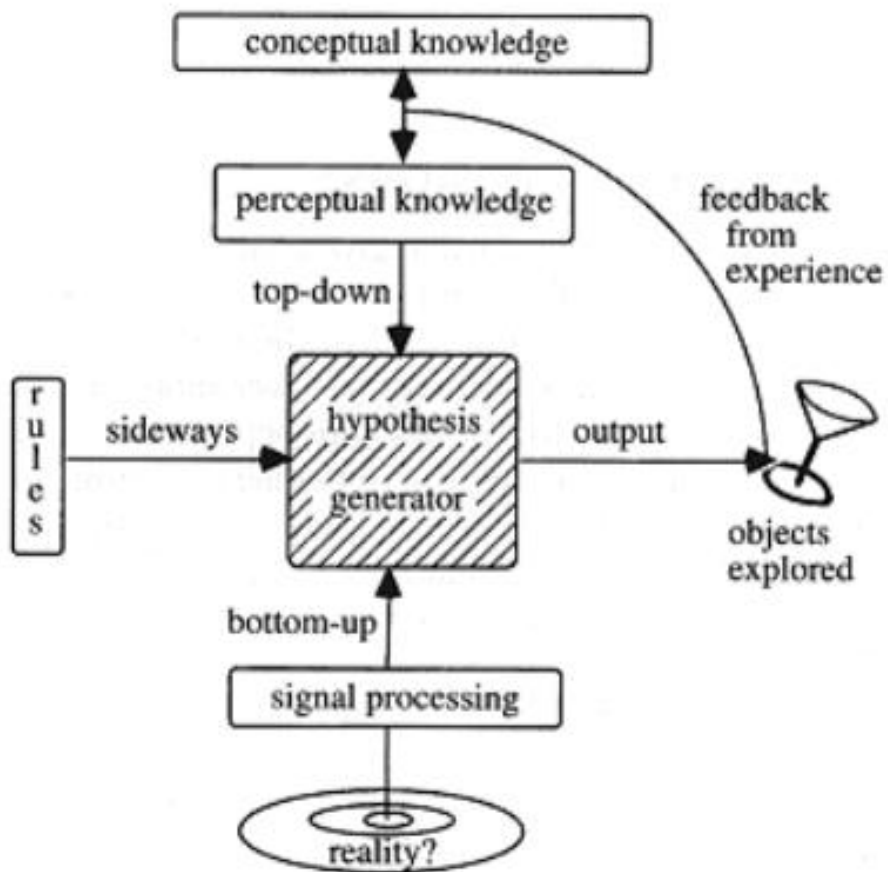 conceptual knowledge
perceptual knowledge
feedback
from
experience
top-down
rules
sideways
hypothesis
generator
output
objects
explored
bottom-up
signal processing
reality?